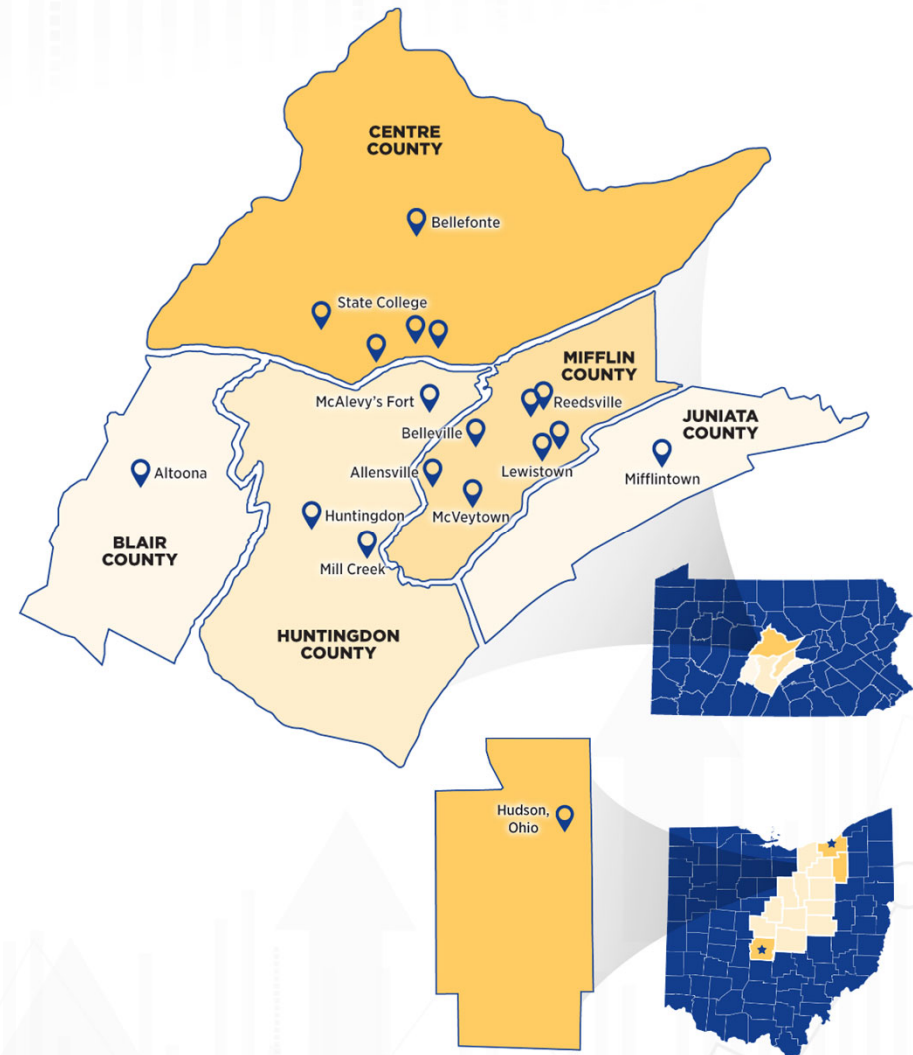 CENTRE
COUNTY
Bellefonte
State College
MIFFLIN
COUNTY
McAlevy's Fort
Reedsville
JUNIATA
COUNTY
Belleville
Altoona
Allensville
Lewistown
Mifflintown
Huntingdon
McVeytown
BLAIR
COUNTY
Mill Creek
HUNTINGDON
COUNTY
Hudson,
Ohio